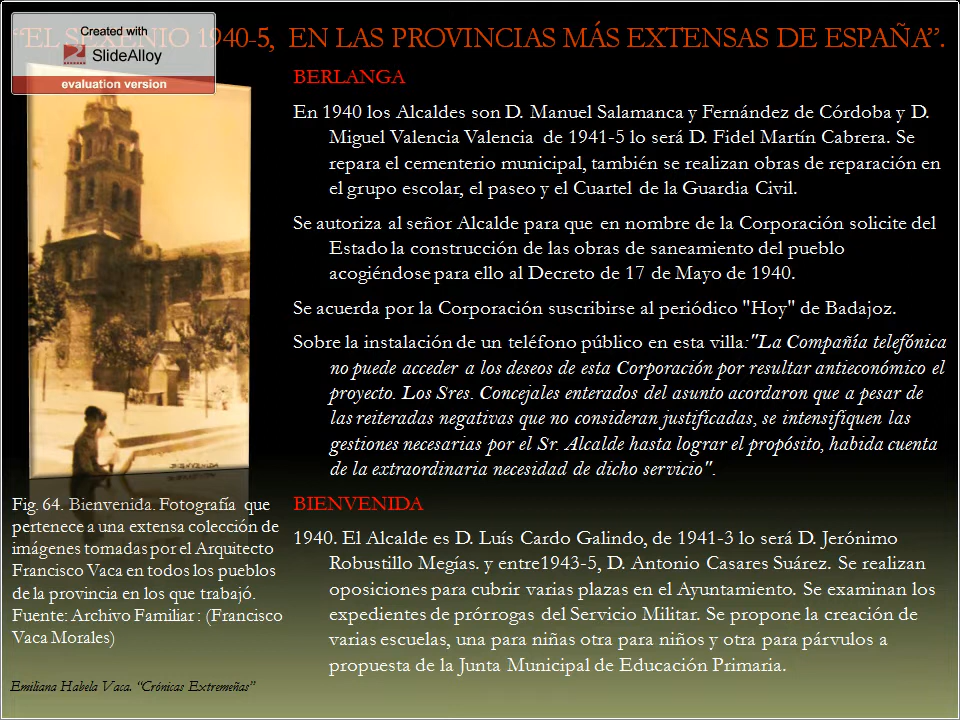 “EL SEXENIO 1940-5, EN LAS PROVINCIAS MÁS EXTENSAS DE ESPAÑA”.
Created with
SlideAlloy
evaluation version
BERLANGA
En 1940 los Alcaldes son D. Manuel Salamanca y Fernández de Córdoba y D.
Miguel Valencia Valencia de 1941-5 lo será D. Fidel Martín Cabrera. Se
repara el cementerio municipal, también se realizan obras de reparación en
el grupo escolar, el paseo y el Cuartel de la Guardia Civil.
Se autoriza al señor Alcalde para que en nombre de la Corporación solicite del
Estado la construcción de las obras de saneamiento del pueblo
acogiéndose para ello al Decreto de 17 de Mayo de 1940.
Se acuerda por la Corporación suscribirse al periódico "Hoy" de Badajoz.
Sobre la instalación de un teléfono público en esta villa:"La Compañía telefónica
no puede acceder a los deseos de esta Corporación por resultar antieconómico el
proyecto. Los Sres. Concejales enterados del asunto acordaron que a pesar de
las reiteradas negativas que no consideran justificadas, se intensifiquen las
gestiones necesarias por el Sr. Alcalde hasta lograr el propósito, habida cuenta
de la extraordinaria necesidad de dicho servicio".
BIENVENIDA
1940. El Alcalde es D. Luís Cardo Galindo, de 1941-3 lo será D. Jerónimo
Robustillo Megías. y entre1943-5, D. Antonio Casares Suárez. Se realizan
oposiciones para cubrir varias plazas en el Ayuntamiento. Se examinan los
expedientes de prórrogas del Servicio Militar. Se propone la creación de
varias escuelas, una para niñas otra para niños y otra para párvulos a
propuesta de la Junta Municipal de Educación Primaria.
BIENVENIDA
Fig. 64. Bienvenida. Fotografía que
pertenece a una extensa colección de
imágenes tomadas por el Arquitecto
Francisco Vaca en todos los pueblos
de la provincia en los que trabajó.
Fuente: Archivo Familiar : (Francisco
Vaca Morales)
Emiliana Habela Vaca. “Crónicas Extremeñas”